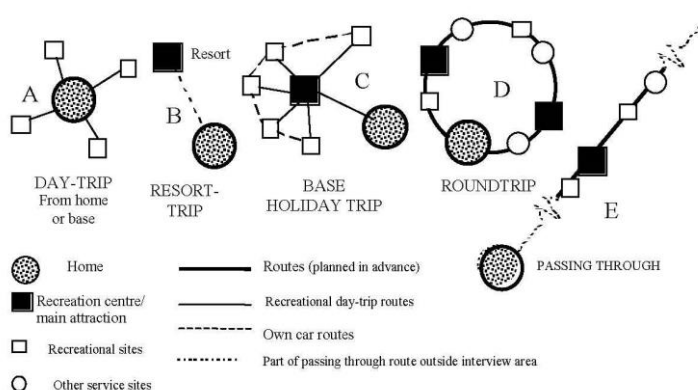 A
DAY-TRIP
From home
or base
Resort
B
RESORT-
TRIP
C
BASE
HOLIDAY TRIP
D
ROUNDTRIP
E
PASSING THROUGH
Home
Recreation centre/
main attraction
Recreational sites
Other service sites
Routes (planned in advance)
Recreational day-trip routes
Own car routes
Part of passing through route outside interview area